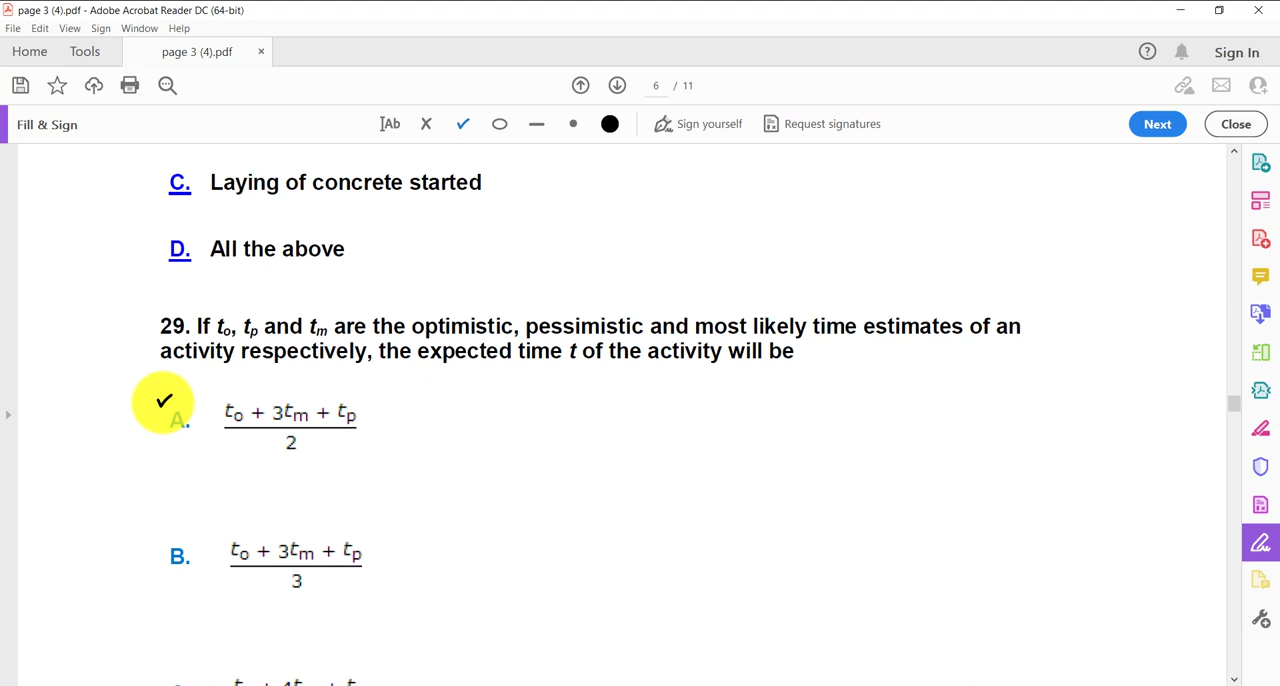 page 3 (4).pdf - Adobe Acrobat Reader DC (64-bit)
File Edit View Sign Window Help
Home Tools page 3 (4).pdf × Sign In
6 / 11
Fill & Sign IAb X Sign yourself Request signatures Next Close
C. Laying of concrete started
D. All the above
29. If to, tp and tm are the optimistic, pessimistic and most likely time estimates of an
activity respectively, the expected time t of the activity will be
A. to + 3tm + tp
2
B. to + 3tm + tp
3